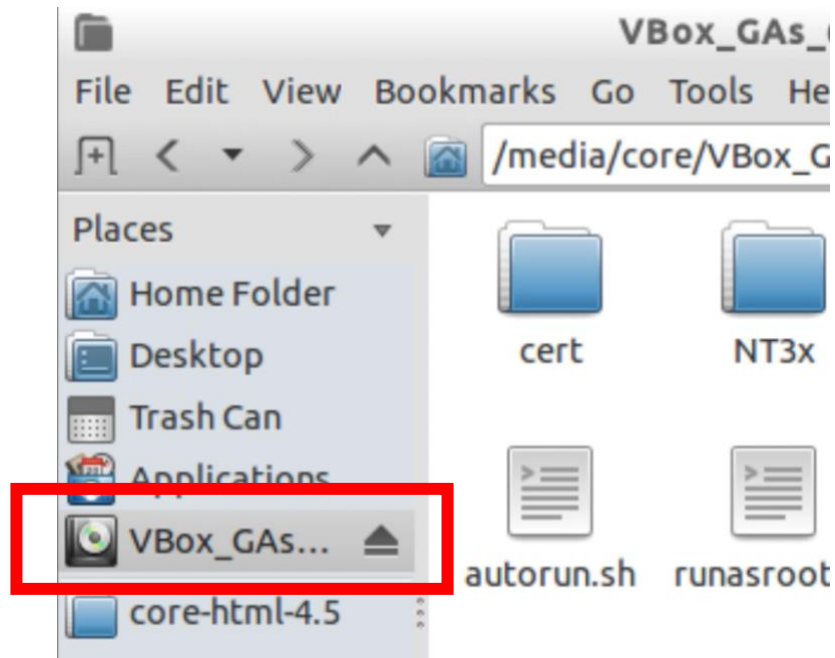 VBox_GAs_
File Edit View Bookmarks Go Tools He
/media/core/VBox_G
Places
Home Folder
Desktop
Trash Can
Applications
VBox_GAs...
core-html-4.5
cert NT3x
autorun.sh runasroot